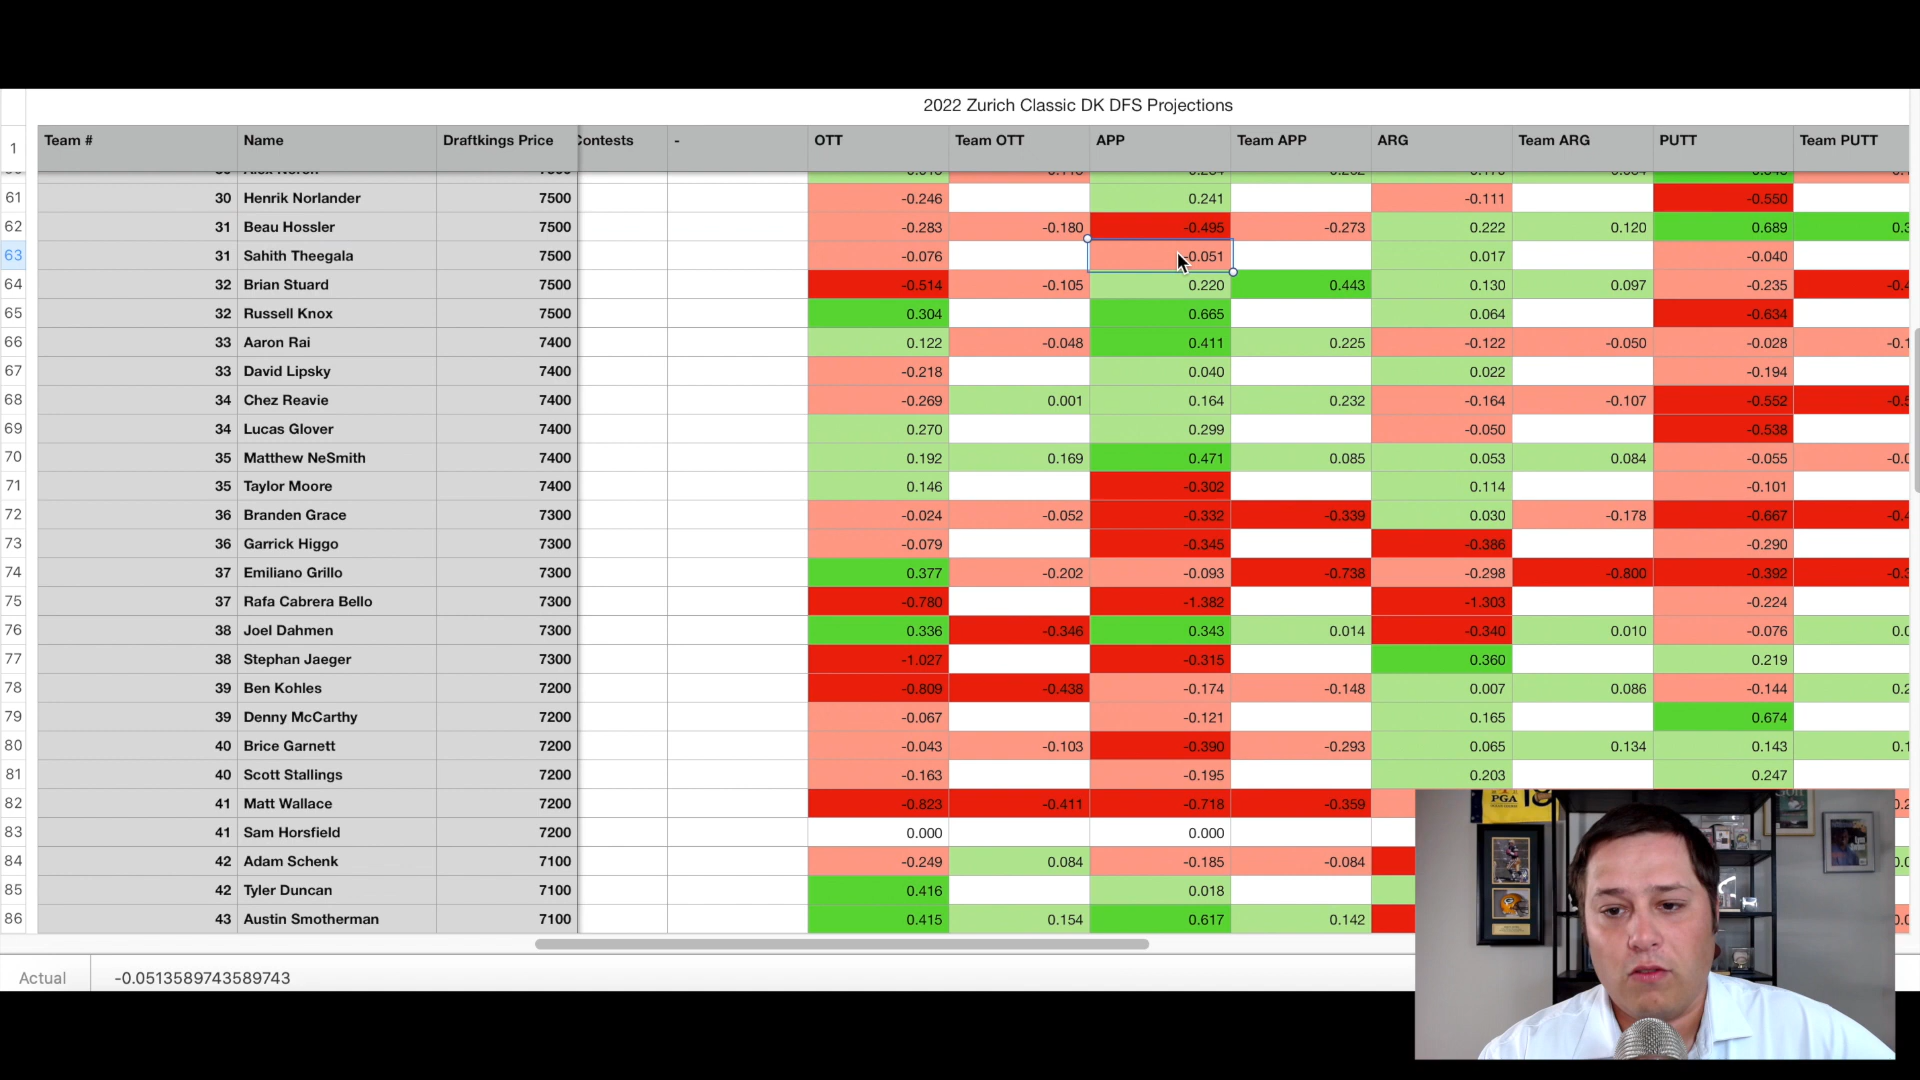 2022 Zurich Classic DK DFS Projections
1 Team # Name Draftkings Price Contests - OTT Team OTT APP Team APP ARG Team ARG PUTT Team PUTT
61 30 Henrik Norlander 7500 -0.246 0.241 -0.111 -0.550
62 31 Beau Hossler 7500 -0.283 -0.180 -0.495 -0.273 0.222 0.120 0.689
63 31 Sahith Theegala 7500 -0.076 -0.051 0.017 -0.040
64 32 Brian Stuard 7500 -0.514 -0.105 0.220 0.443 0.130 0.097 -0.235
65 32 Russell Knox 7500 0.304 0.665 0.064 -0.634
66 33 Aaron Rai 7400 0.122 -0.048 0.411 0.225 -0.122 -0.050 -0.028
67 33 David Lipsky 7400 -0.218 0.040 0.022 -0.194
68 34 Chez Reavie 7400 -0.269 0.001 0.164 0.232 -0.164 -0.107 -0.552
69 34 Lucas Glover 7400 0.270 0.299 -0.050 -0.538
70 35 Matthew NeSmith 7400 0.192 0.169 0.471 0.085 0.053 0.084 -0.055
71 35 Taylor Moore 7400 0.146 -0.302 0.114 -0.101
72 36 Branden Grace 7300 -0.024 -0.052 -0.332 -0.339 0.030 -0.178 -0.667
73 36 Garrick Higgo 7300 -0.079 -0.345 -0.386 -0.290
74 37 Emiliano Grillo 7300 0.377 -0.202 -0.093 -0.738 -0.298 -0.800 -0.392
75 37 Rafa Cabrera Bello 7300 -0.780 -1.382 -1.303 -0.224
76 38 Joel Dahmen 7300 0.336 -0.346 0.343 0.014 -0.340 0.010 -0.076
77 38 Stephan Jaeger 7300 -1.027 -0.315 0.360 0.219
78 39 Ben Kohles 7200 -0.809 -0.438 -0.174 -0.148 0.007 0.086 -0.144
79 39 Denny McCarthy 7200 -0.067 -0.121 0.165 0.674
80 40 Brice Garnett 7200 -0.043 -0.103 -0.390 -0.293 0.065 0.134 0.143
81 40 Scott Stallings 7200 -0.163 -0.195 0.203 0.247
82 41 Matt Wallace 7200 -0.823 -0.411 -0.718 -0.359
83 41 Sam Horsfield 7200 0.000 0.000
84 42 Adam Schenk 7100 -0.249 0.084 -0.185 -0.084
85 42 Tyler Duncan 7100 0.416 0.018
86 43 Austin Smotherman 7100 0.415 0.154 0.617 0.142
Actual -0.0513589743589743
PGA